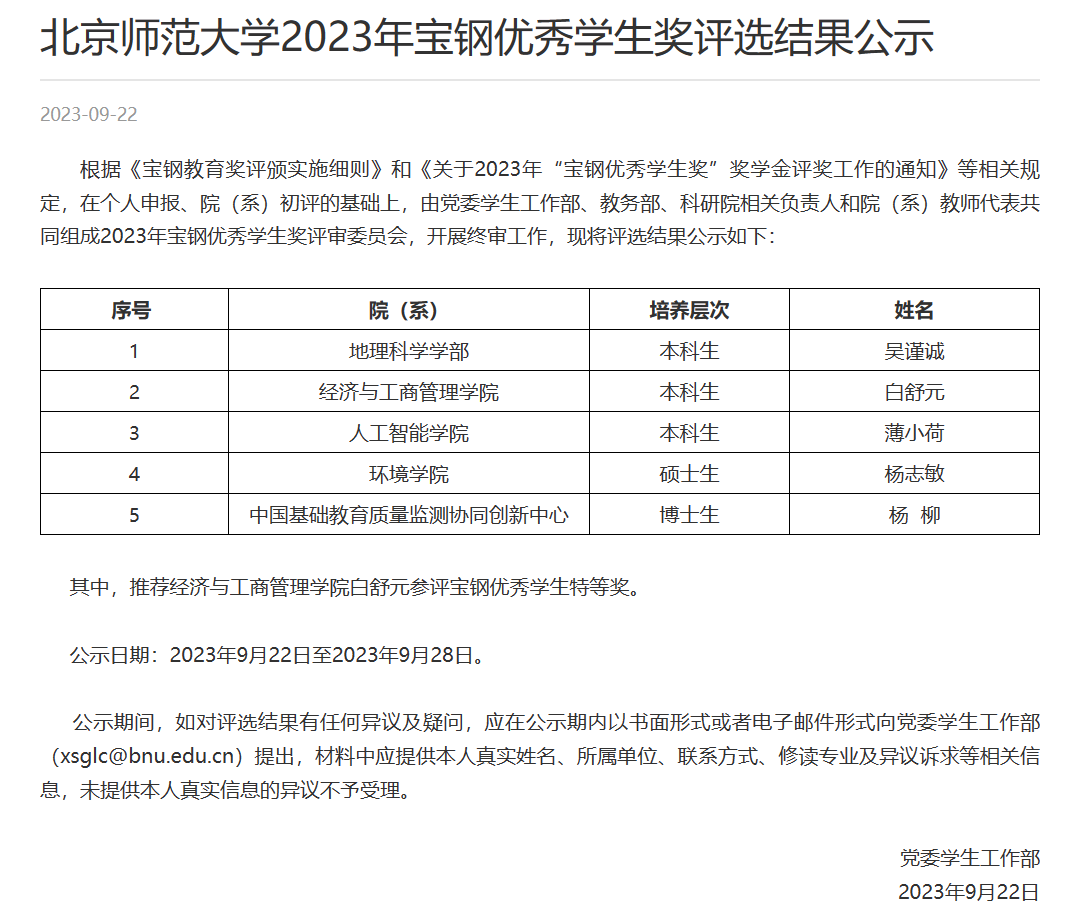 北京师范大学2023年宝钢优秀学生奖评选结果公示
2023-09-22
根据《宝钢教育奖评颁实施细则》和《关于2023年“宝钢优秀学生奖”奖学金评奖工作的通知》等相关规
定，在个人申报、院（系）初评的基础上，由党委学生工作部、教务部、科研院相关负责人和院（系）教师代表共
同组成2023年宝钢优秀学生奖评审委员会，开展终审工作，现将评选结果公示如下：
序号 院（系） 培养层次 姓名
1 地理科学学部 本科生 吴谨诚
2 经济与工商管理学院 本科生 白舒元
3 人工智能学院 本科生 薄小荷
4 环境学院 硕士生 杨志敏
5 中国基础教育质量监测协同创新中心 博士生 杨 柳
其中，推荐经济与工商管理学院白舒元参评宝钢优秀学生特等奖。
公示日期：2023年9月22日至2023年9月28日。
公示期间，如对评选结果有任何异议及疑问，应在公示期内以书面形式或者电子邮件形式向党委学生工作部
（xsglc@bnu.edu.cn）提出，材料中应提供本人真实姓名、所属单位、联系方式、修读专业及异议诉求等相关信
息，未提供本人真实信息的异议不予受理。
党委学生工作部
2023年9月22日